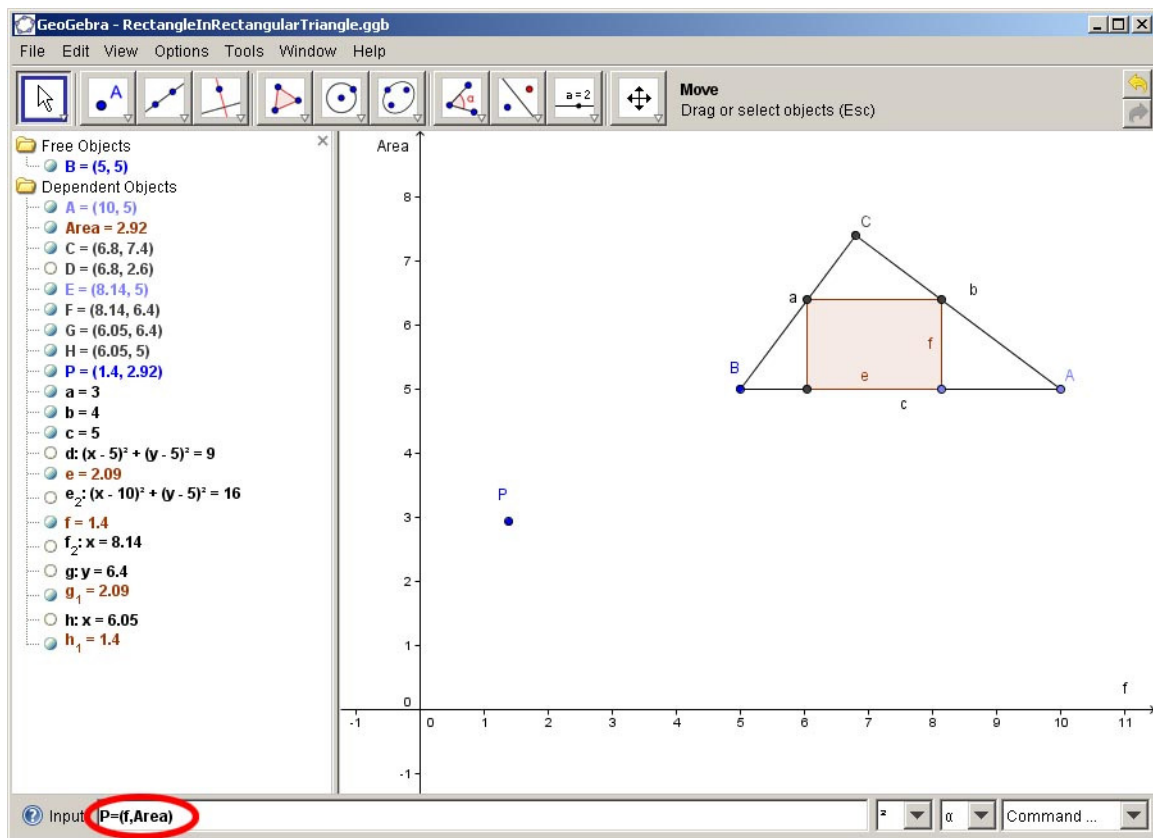 GeoGebra - RectangleInRectangularTriangle.ggb
File Edit View Options Tools Window Help
A
α
a = 2
Move
Drag or select objects (Esc)
Free Objects
B = (5, 5)
Dependent Objects
A = (10, 5)
Area = 2.92
C = (6.8, 7.4)
D = (6.8, 2.6)
E = (8.14, 5)
F = (8.14, 6.4)
G = (6.05, 6.4)
H = (6.05, 5)
P = (1.4, 2.92)
a = 3
b = 4
c = 5
d: (x - 5)² + (y - 5)² = 9
e = 2.09
e₂: (x - 10)² + (y - 5)² = 16
f = 1.4
f₂: x = 8.14
g: y = 6.4
g₁ = 2.09
h: x = 6.05
h₁ = 1.4
Area
8
7
6
5
4
3
2
1
0
-1
C
a
b
f
B
e
A
c
P
f
-1 0 1 2 3 4 5 6 7 8 9 10 11
Input P=(f,Area)
² α Command ...